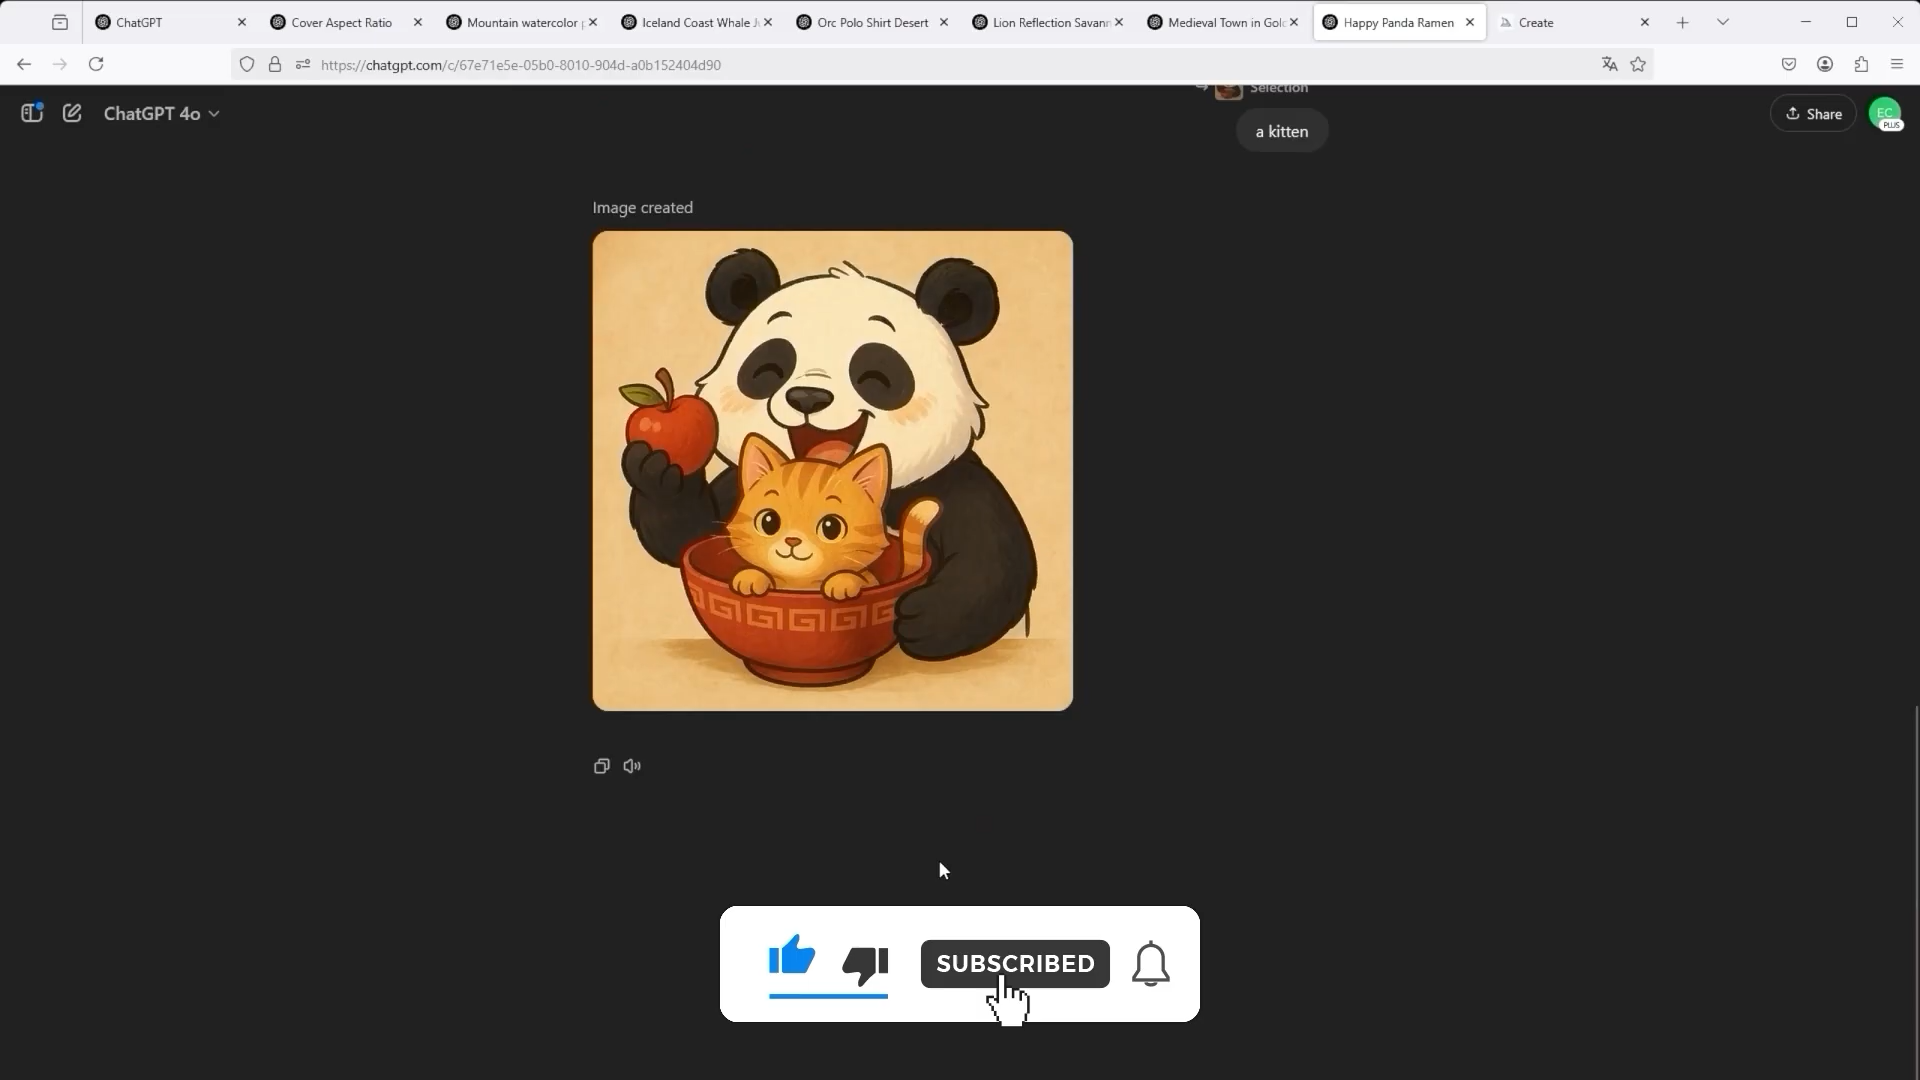 ChatGPT
Cover Aspect Ratio
Mountain watercolor p
Iceland Coast Whale Ju
Orc Polo Shirt Desert
Lion Reflection Savann
Medieval Town in Gold
Happy Panda Ramen
Create
https://chatgpt.com/c/67e71e5e-05b0-8010-904d-a0b152404d90
ChatGPT 4o
Selection
Share
EC
PLUS
a kitten
Image created
SUBSCRIBED